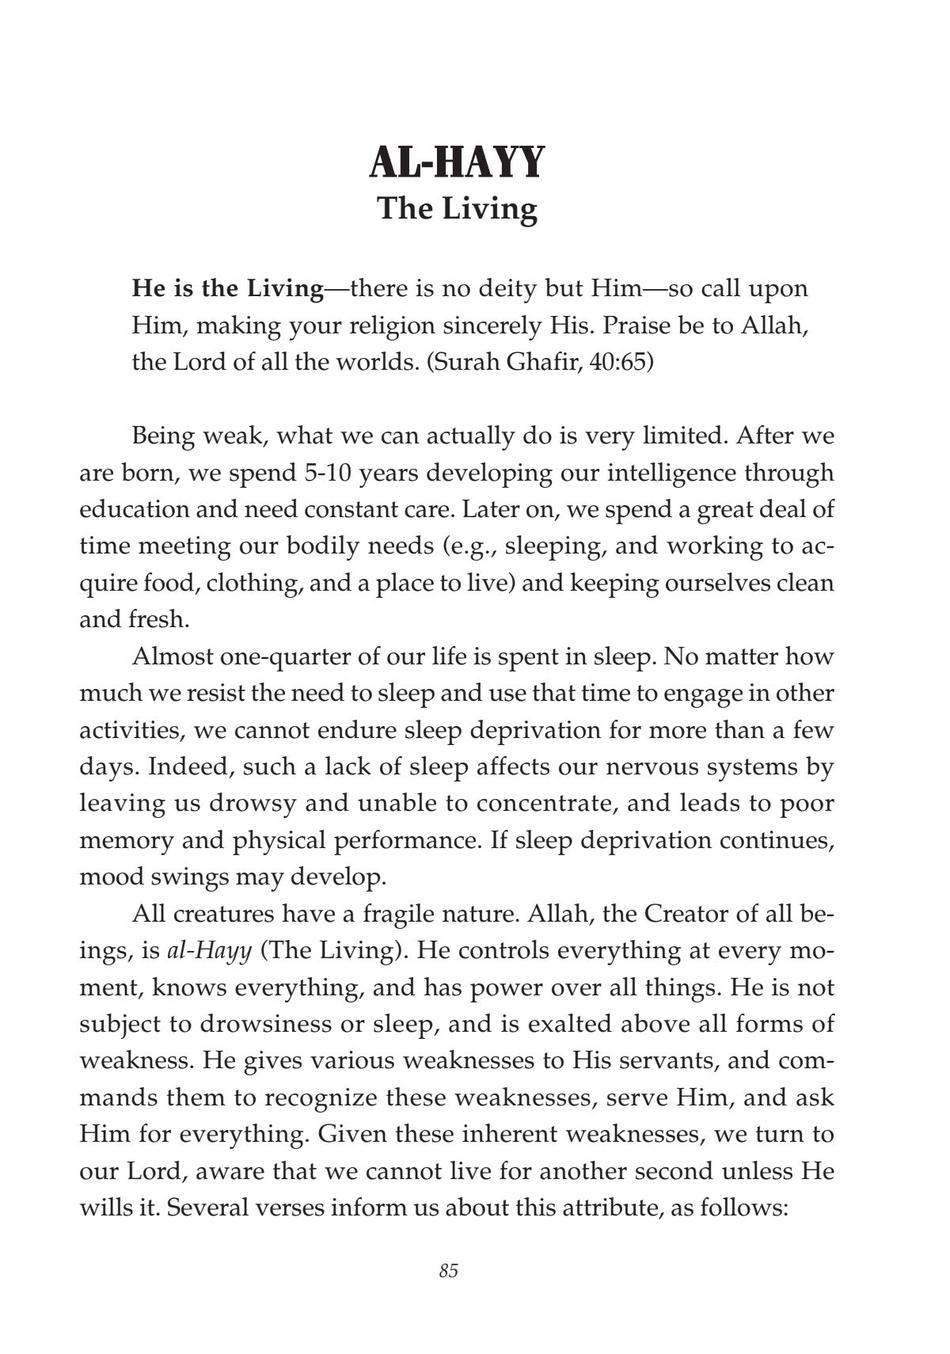 AL-HAYY
The Living
He is the Living—there is no deity but Him—so call upon
Him, making your religion sincerely His. Praise be to Allah,
the Lord of all the worlds. (Surah Ghafir, 40:65)
Being weak, what we can actually do is very limited. After we
are born, we spend 5-10 years developing our intelligence through
education and need constant care. Later on, we spend a great deal of
time meeting our bodily needs (e.g., sleeping, and working to ac-
quire food, clothing, and a place to live) and keeping ourselves clean
and fresh.
Almost one-quarter of our life is spent in sleep. No matter how
much we resist the need to sleep and use that time to engage in other
activities, we cannot endure sleep deprivation for more than a few
days. Indeed, such a lack of sleep affects our nervous systems by
leaving us drowsy and unable to concentrate, and leads to poor
memory and physical performance. If sleep deprivation continues,
mood swings may develop.
All creatures have a fragile nature. Allah, the Creator of all be-
ings, is al-Hayy (The Living). He controls everything at every mo-
ment, knows everything, and has power over all things. He is not
subject to drowsiness or sleep, and is exalted above all forms of
weakness. He gives various weaknesses to His servants, and com-
mands them to recognize these weaknesses, serve Him, and ask
Him for everything. Given these inherent weaknesses, we turn to
our Lord, aware that we cannot live for another second unless He
wills it. Several verses inform us about this attribute, as follows:
85